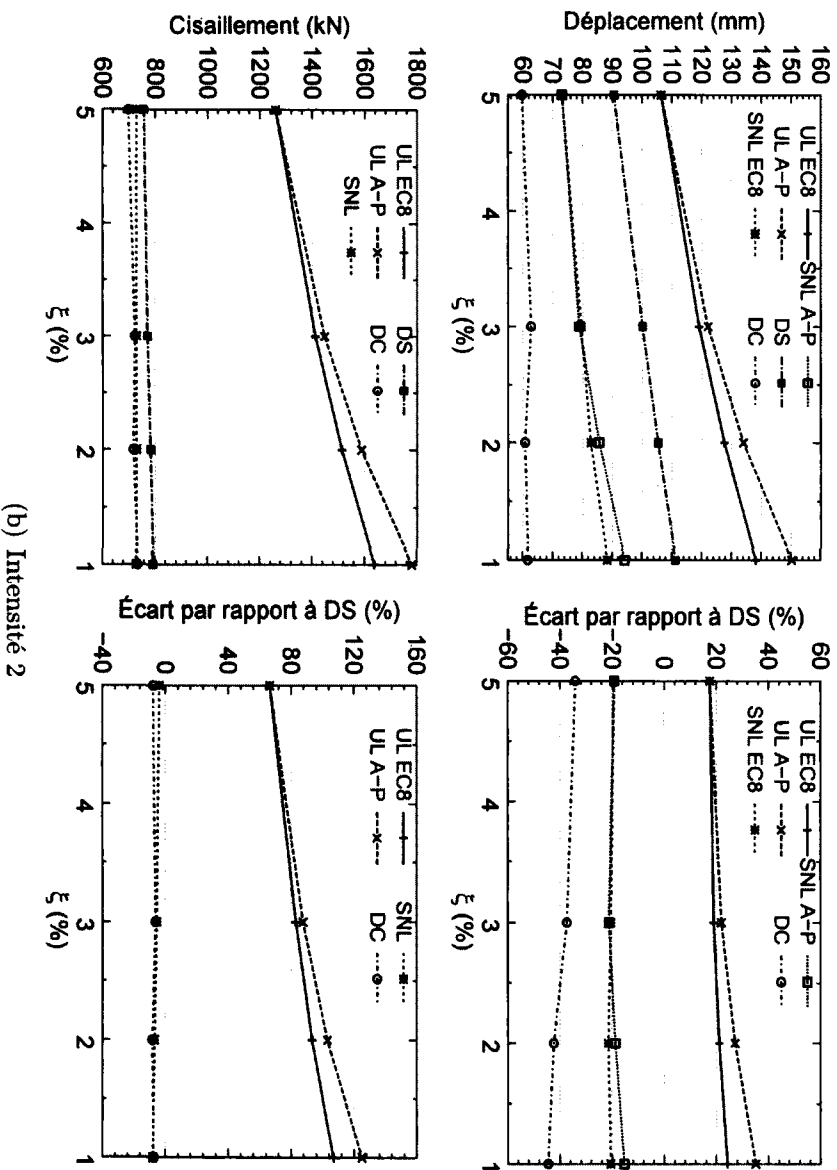 Déplacement (mm)
160
150
140
130
120
110
100
90
80
70
60
UL EC8 SNL A-P
UL A-P DS
SNL EC8 DC
5 4 3 2 1
ξ (%)
Écart par rapport à DS (%)
60
40
20
0
-20
-40
-60
UL EC8 SNL A-P
UL A-P DC
SNL EC8
5 4 3 2 1
ξ (%)
Cisaillement (kN)
1800
1600
1400
1200
1000
800
600
UL EC8 DS
UL A-P DC
SNL
5 4 3 2 1
ξ (%)
Écart par rapport à DS (%)
160
120
80
40
0
-40
UL EC8 SNL
UL A-P DC
5 4 3 2 1
ξ (%)
(b) Intensité 2